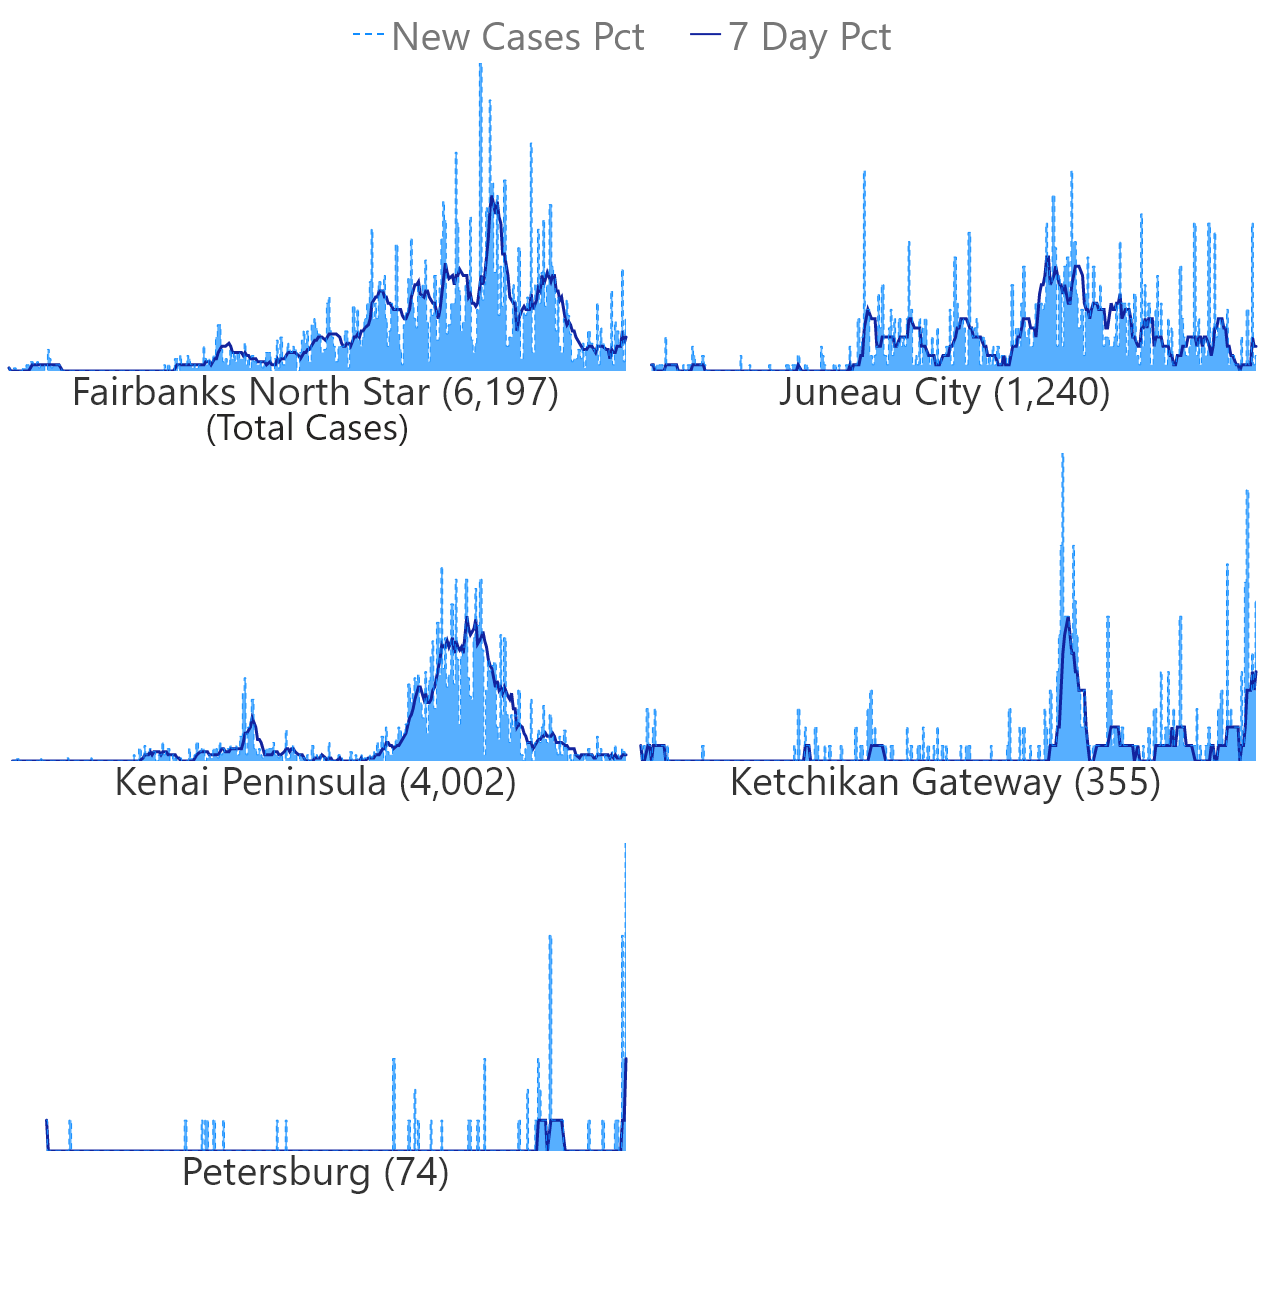 New Cases Pct 7 Day Pct
Fairbanks North Star (6,197)
(Total Cases)
Juneau City (1,240)
Kenai Peninsula (4,002)
Ketchikan Gateway (355)
Petersburg (74)